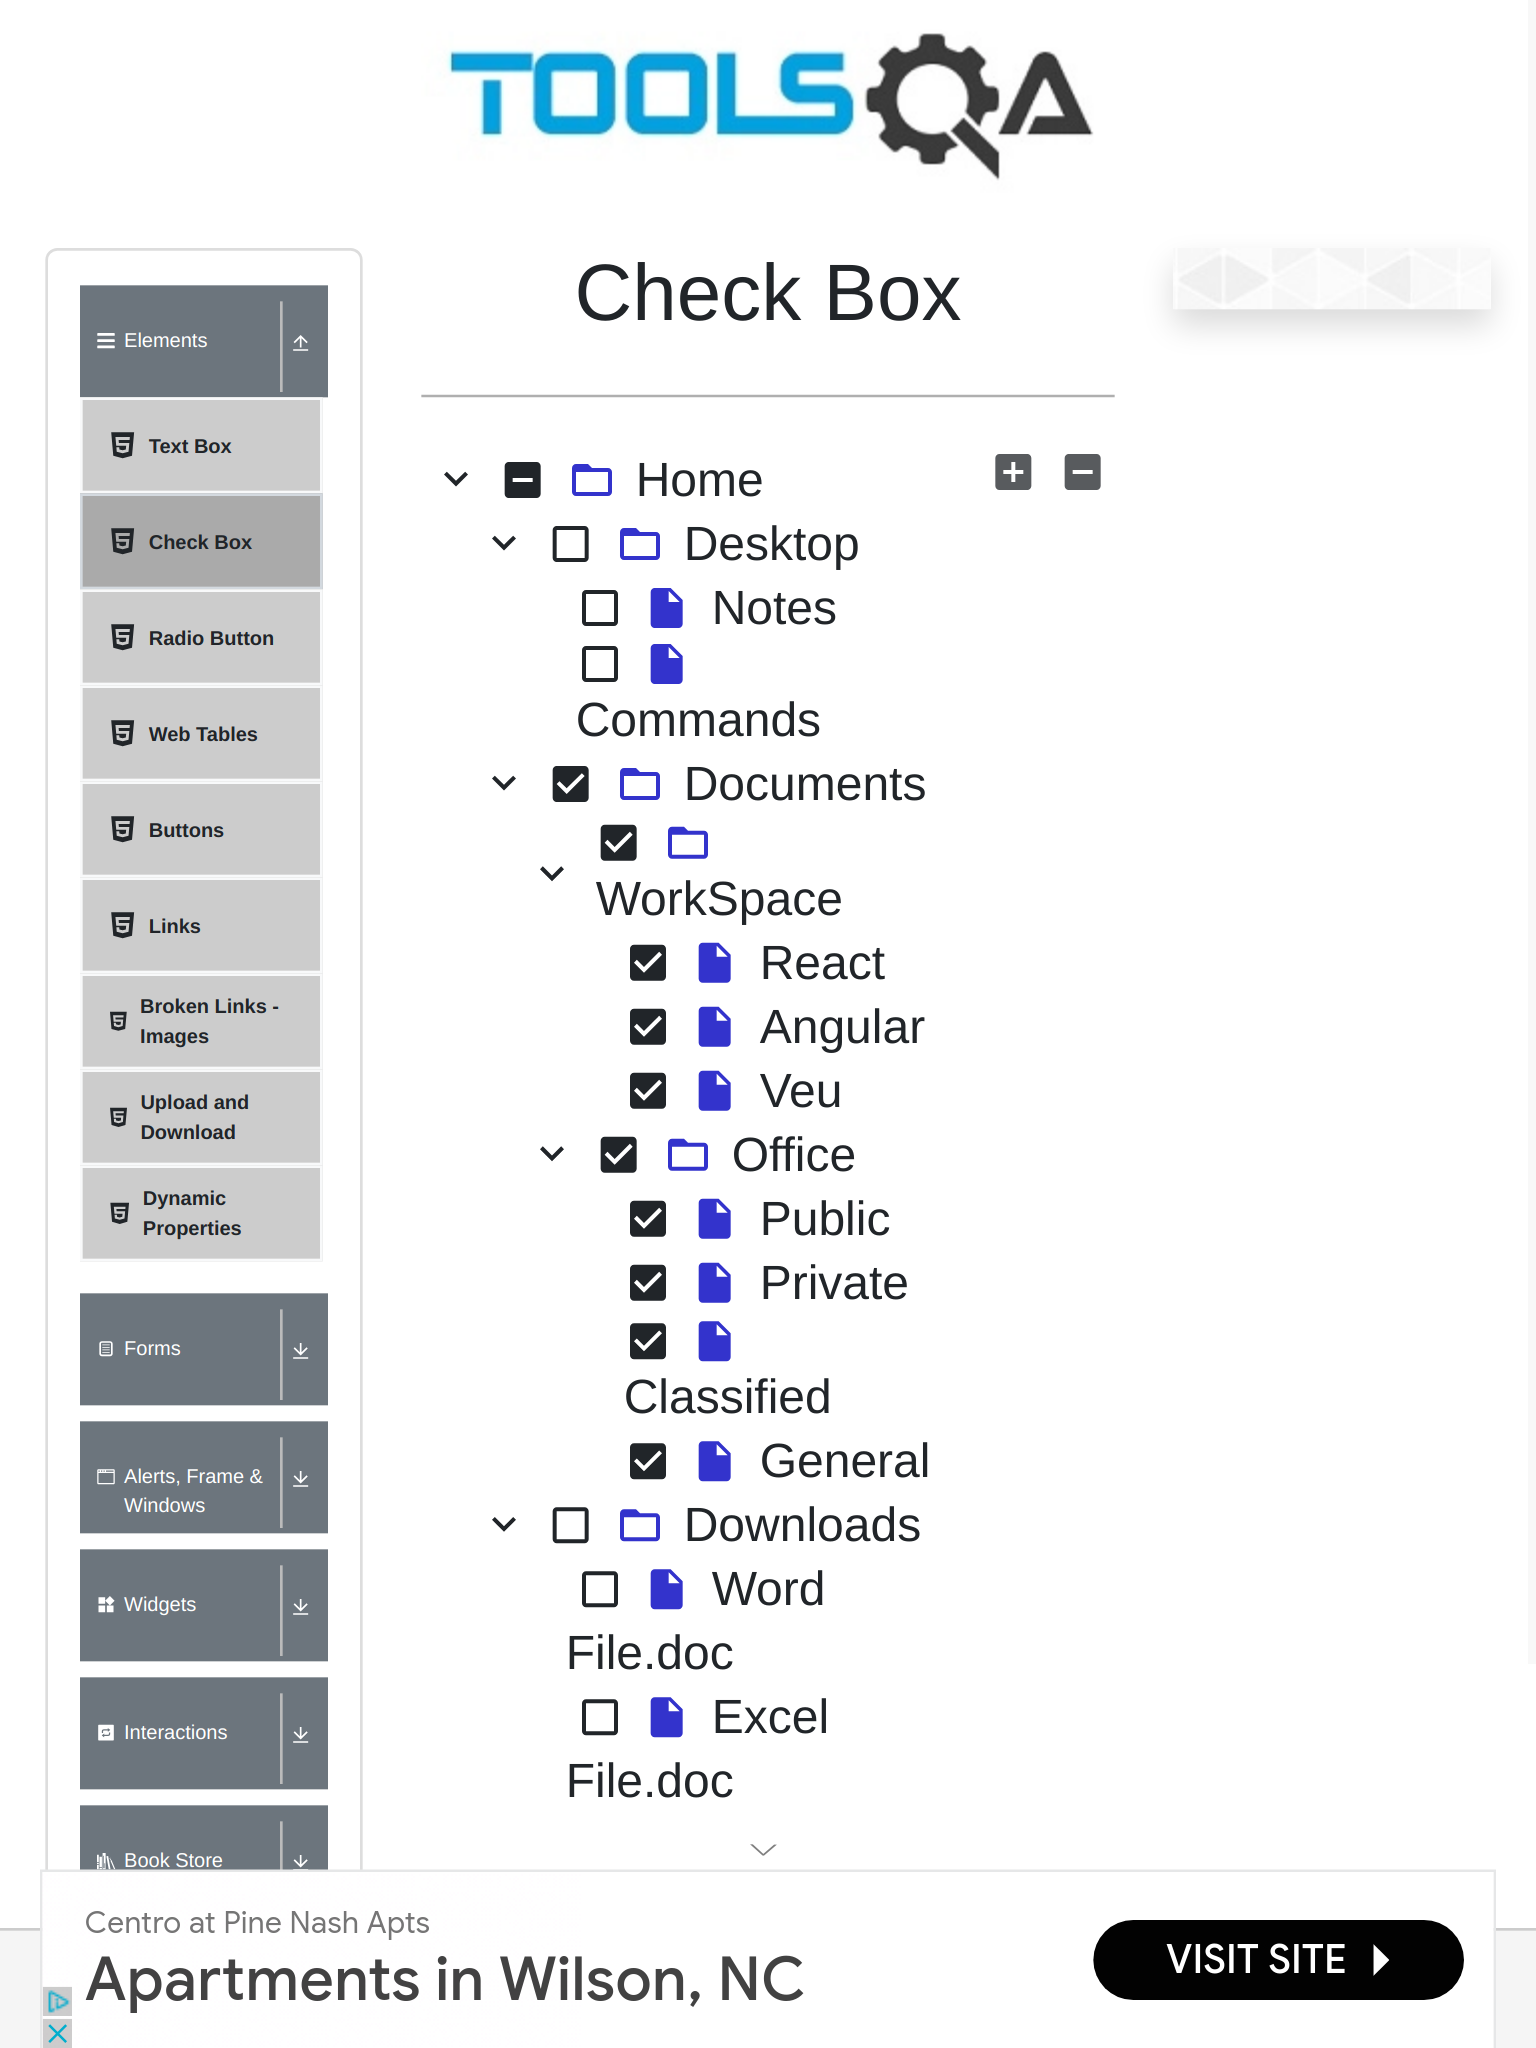 TOOLSQA
Check Box
Elements
Text Box
Check Box
Radio Button
Web Tables
Buttons
Links
Broken Links -
Images
Upload and
Download
Dynamic
Properties
Forms
Alerts, Frame &
Windows
Widgets
Interactions
Book Store
Home
Desktop
Notes
Commands
Documents
WorkSpace
React
Angular
Veu
Office
Public
Private
Classified
General
Downloads
Word
File.doc
Excel
File.doc
Centro at Pine Nash Apts
Apartments in Wilson, NC
VISIT SITE